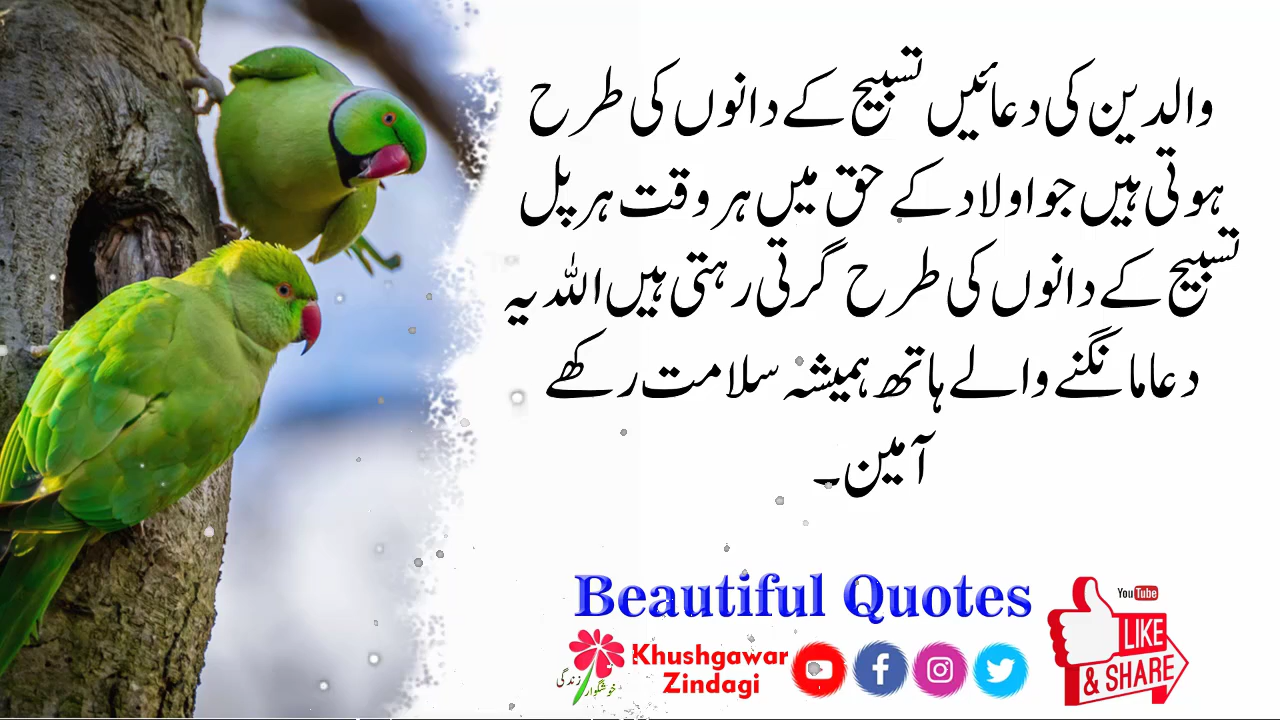 والدین کی دعائیں تسبیح کے دانوں کی طرح
ہوتی ہیں جو اولاد کے حق میں ہر وقت ہر پل
تسبیح کے دانوں کی طرح گرتی رہتی ہیں اللہ یہ
دعا مانگنے والے ہاتھ ہمیشہ سلامت رکھے
آمین۔
Beautiful Quotes
You Tube
LIKE
& SHARE
Khushgawar
Zindagi
خوشگوار زندگی